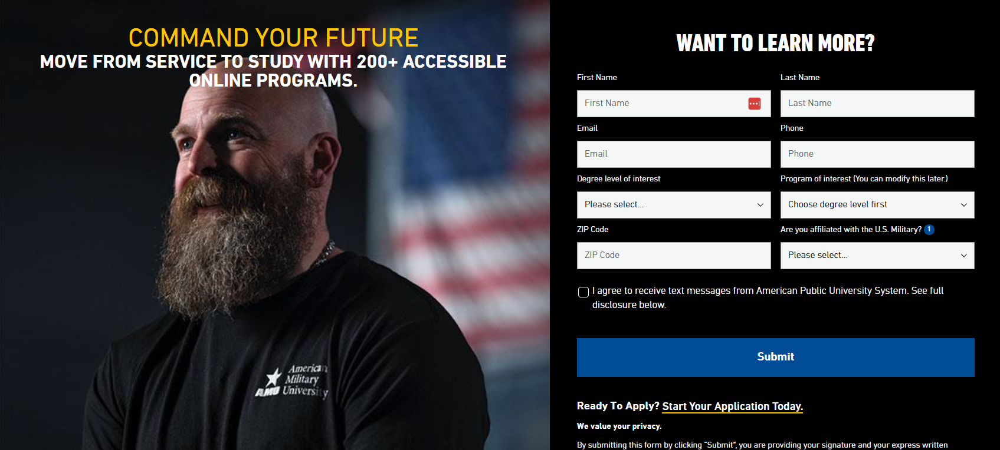 COMMAND YOUR FUTURE
MOVE FROM SERVICE TO STUDY WITH 200+ ACCESSIBLE
ONLINE PROGRAMS.
American
Military
AMU University
WANT TO LEARN MORE?
First Name
Last Name
First Name
Last Name
Email
Phone
Email
Phone
Degree level of interest
Program of interest (You can modify this later.)
Please select...
Choose degree level first
ZIP Code
Are you affiliated with the U.S. Military? 1
ZIP Code
Please select...
I agree to receive text messages from American Public University System. See full
disclosure below.
Submit
Ready To Apply? Start Your Application Today.
We value your privacy.
By submitting this form by clicking "Submit", you are providing your signature and your express written